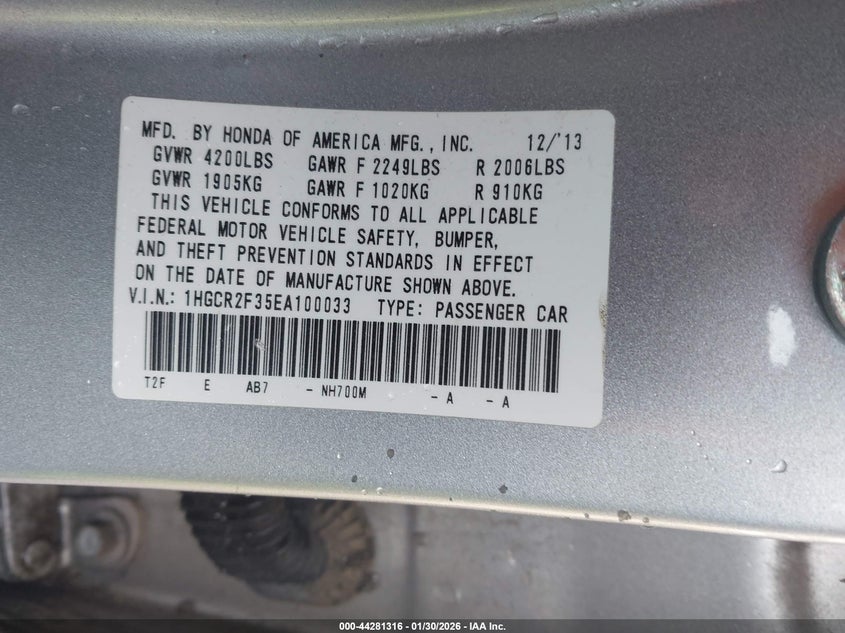 MFD. BY HONDA OF AMERICA MFG., INC. 12/'13
GVWR 4200LBS GAWR F 2249LBS R 2006LBS
GVWR 1905KG GAWR F 1020KG R 910KG
THIS VEHICLE CONFORMS TO ALL APPLICABLE
FEDERAL MOTOR VEHICLE SAFETY, BUMPER,
AND THEFT PREVENTION STANDARDS IN EFFECT
ON THE DATE OF MANUFACTURE SHOWN ABOVE.
V.I.N.: 1HGCR2F35EA100033 TYPE: PASSENGER CAR
T2F E AB7 - NH700M - A - A
000-44281316 - 01/30/2026 - IAA Inc.